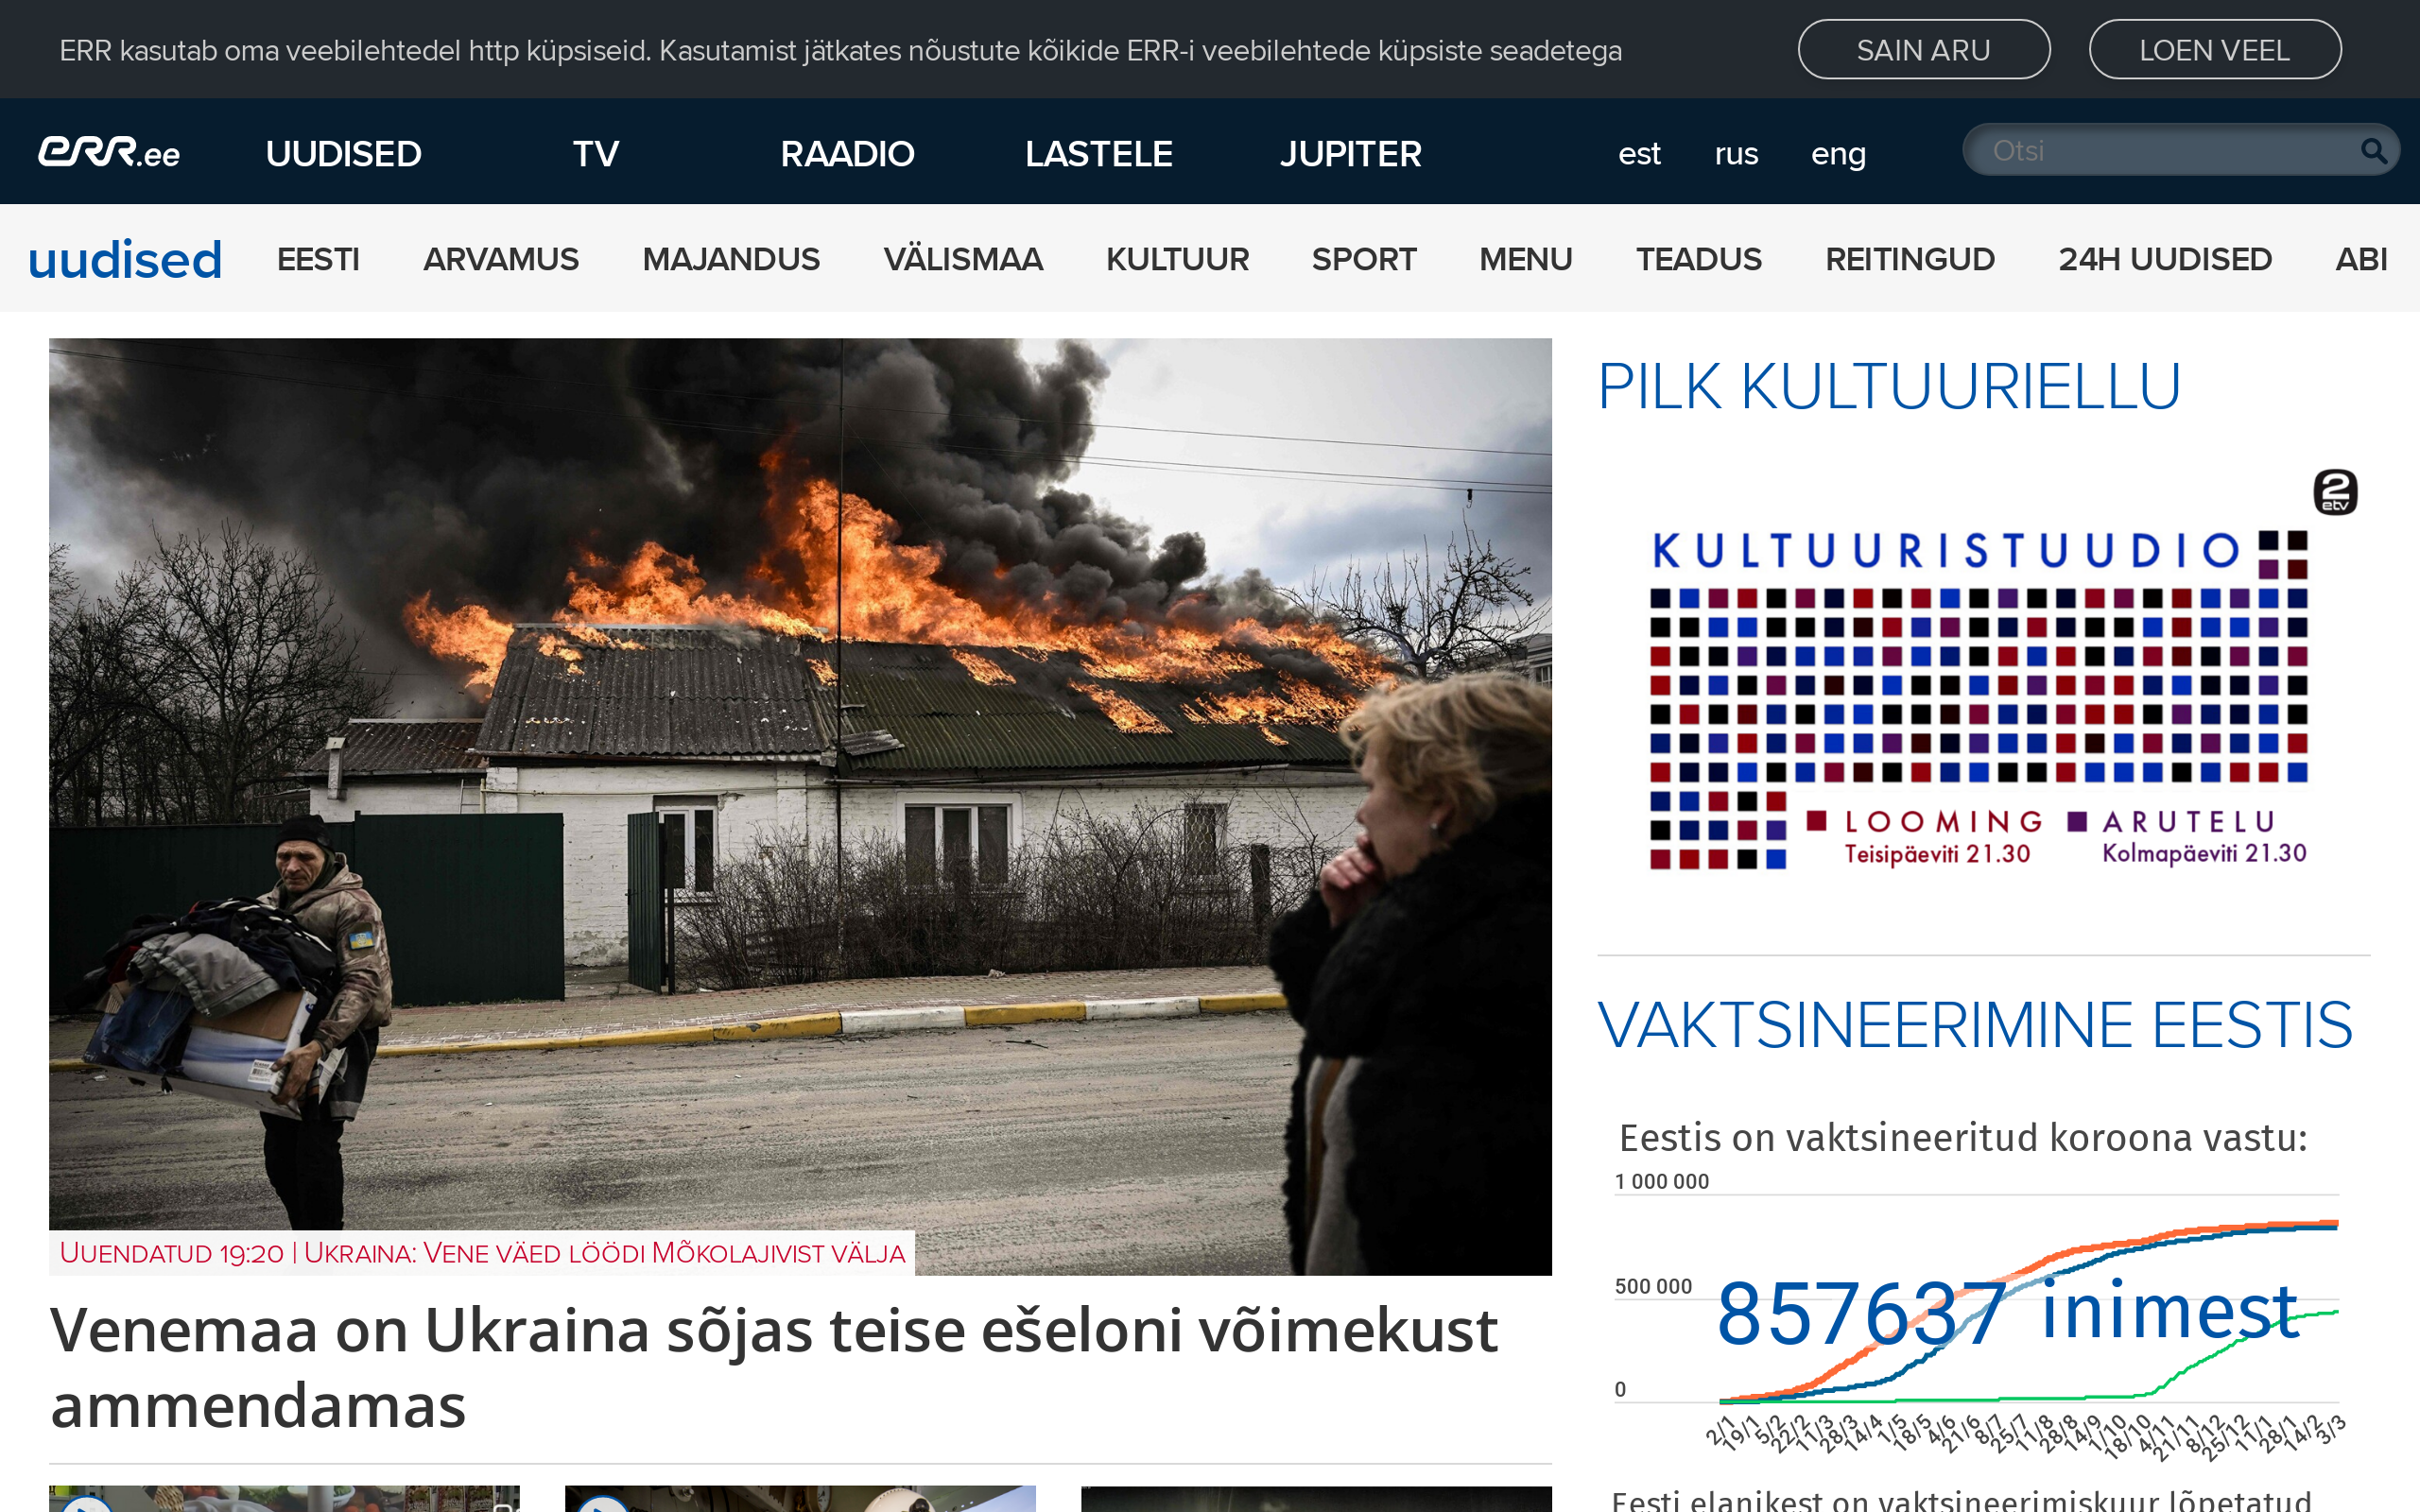 ERR kasutab oma veebilehtedel http küpsiseid. Kasutamist jätkates nõustute kõikide ERR-i veebilehtede küpsiste seadetega
SAIN ARU
LOEN VEEL
err.ee
UUDISED
TV
RAADIO
LASTELE
JUPITER
est
rus
eng
Otsi
uudised
EESTI
ARVAMUS
MAJANDUS
VÄLISMAA
KULTUUR
SPORT
MENU
TEADUS
REITINGUD
24H UUDISED
ABI
UUENDATUD 19:20 | UKRAINA: VENE VÄED LÖÖDI MÕKOLAJIVIST VÄLJA
Venemaa on Ukraina sõjas teise ešeloni võimekust
ammendamas
PILK KULTUURIELLU
2
etv
KULTUURISTUUDIO
LOOMING
Teisipäeviti 21.30
ARUTELU
Kolmapäeviti 21.30
VAKTSINEERIMINE EESTIS
Eestis on vaktsineeritud koroona vastu:
1 000 000
500 000
0
857637 inimest
2/1
19/1
5/2
22/2
11/3
28/3
14/4
1/5
18/5
4/6
21/6
8/7
25/7
11/8
28/8
14/9
1/10
18/10
4/11
21/11
8/12
25/12
11/1
28/1
14/2
3/3
Eesti elanikest on vaktsineerimiskuur lõpetatud